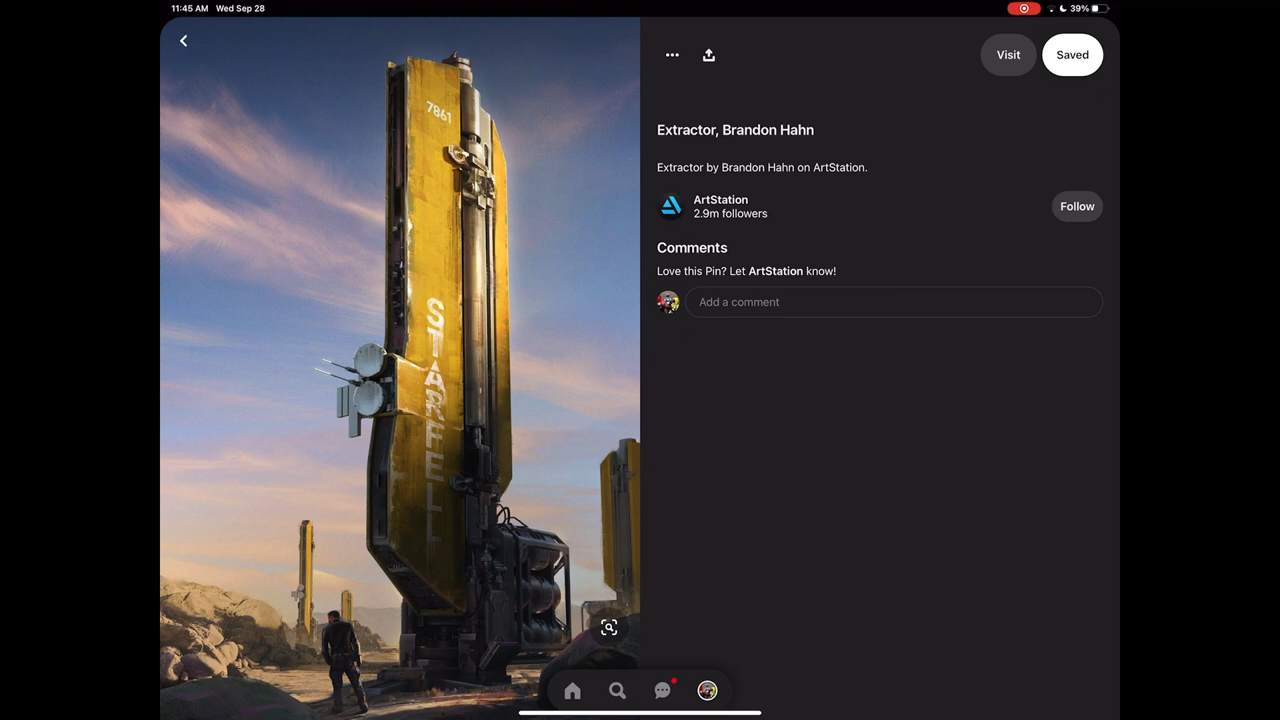 11:45 AM Wed Sep 28
39%
7861
STARFELL
Visit
Saved
Extractor, Brandon Hahn
Extractor by Brandon Hahn on ArtStation.
ArtStation
2.9m followers
Follow
Comments
Love this Pin? Let ArtStation know!
Add a comment